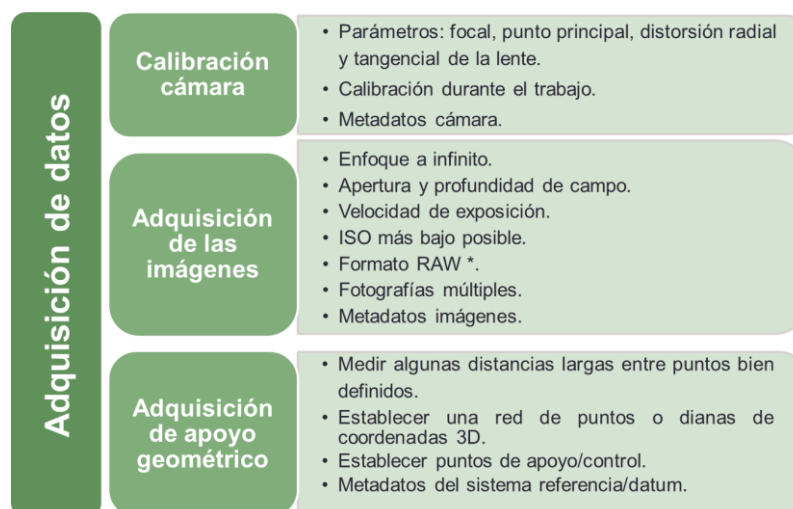 Adquisición de datos
Calibración
cámara
• Parámetros: focal, punto principal, distorsión radial
y tangencial de la lente.
• Calibración durante el trabajo.
• Metadatos cámara.
Adquisición
de las
imágenes
• Enfoque a infinito.
• Apertura y profundidad de campo.
• Velocidad de exposición.
• ISO más bajo posible.
• Formato RAW *.
• Fotografías múltiples.
• Metadatos imágenes.
Adquisición
de apoyo
geométrico
• Medir algunas distancias largas entre puntos bien
definidos.
• Establecer una red de puntos o dianas de
coordenadas 3D.
• Establecer puntos de apoyo/control.
• Metadatos del sistema referencia/datum.